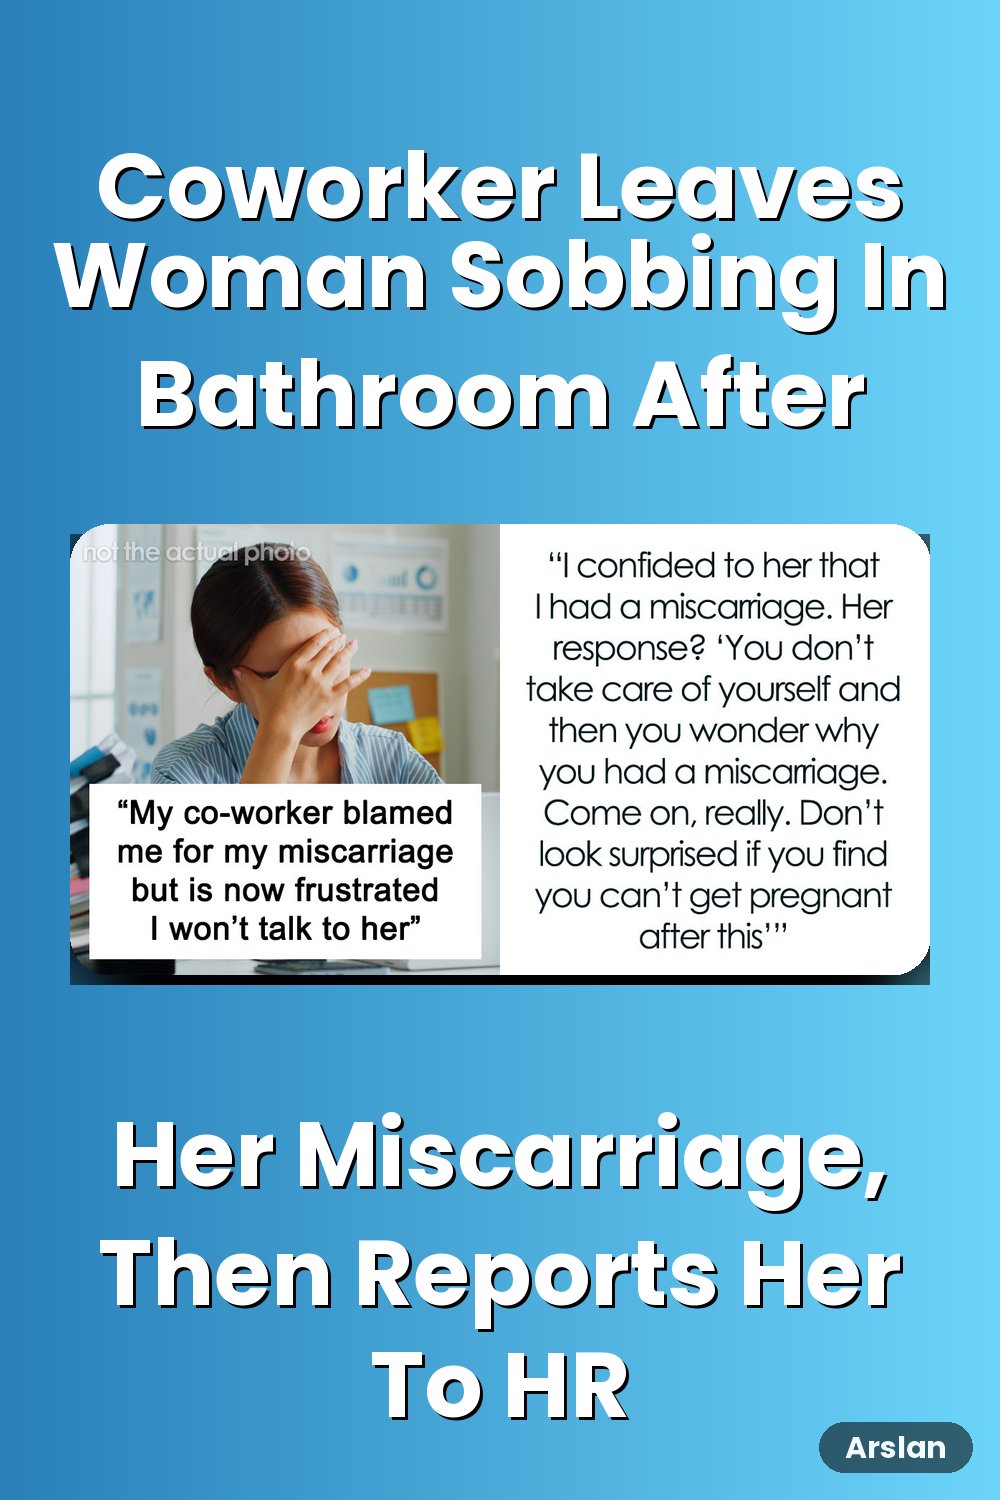 Coworker Leaves
Woman Sobbing In
Bathroom After
not the actual photo
“My co-worker blamed
me for my miscarriage
but is now frustrated
I won’t talk to her”
“I confided to her that
I had a miscarriage. Her
response? ‘You don’t
take care of yourself and
then you wonder why
you had a miscarriage.
Come on, really. Don’t
look surprised if you find
you can’t get pregnant
after this’”
Her Miscarriage,
Then Reports Her
To HR
Arslan